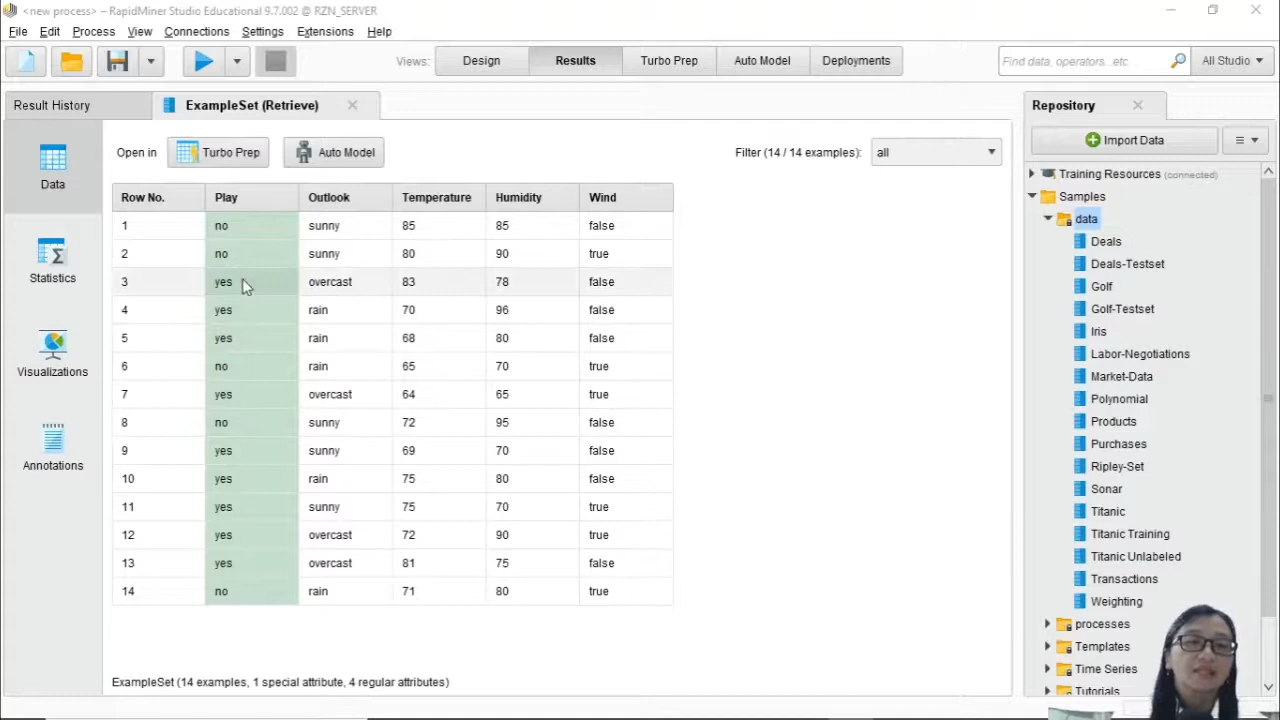 <new process> – RapidMiner Studio Educational 9.7.002 @ RZN_SERVER
File Edit Process View Connections Settings Extensions Help
Views: Design Results Turbo Prep Auto Model Deployments Find data, operators...etc All Studio
Result History ExampleSet (Retrieve) Repository
Open in Turbo Prep Auto Model Filter (14 / 14 examples): all Import Data
Data
Statistics
Visualizations
Annotations
Row No. Play Outlook Temperature Humidity Wind
1 no sunny 85 85 false
2 no sunny 80 90 true
3 yes overcast 83 78 false
4 yes rain 70 96 false
5 yes rain 68 80 false
6 no rain 65 70 true
7 yes overcast 64 65 true
8 no sunny 72 95 false
9 yes sunny 69 70 false
10 yes rain 75 80 false
11 yes sunny 75 70 true
12 yes overcast 72 90 true
13 yes overcast 81 75 false
14 no rain 71 80 true
ExampleSet (14 examples, 1 special attribute, 4 regular attributes)
Training Resources (connected)
Samples
data
Deals
Deals-Testset
Golf
Golf-Testset
Iris
Labor-Negotiations
Market-Data
Polynomial
Products
Purchases
Ripley-Set
Sonar
Titanic
Titanic Training
Titanic Unlabeled
Transactions
Weighting
processes
Templates
Time Series
Tutorials